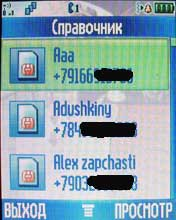 Справочник
Aaa
+79166
Adushkiny
+784
Alex zapchasti
+7903
ВЫХОД
ПРОСМОТР